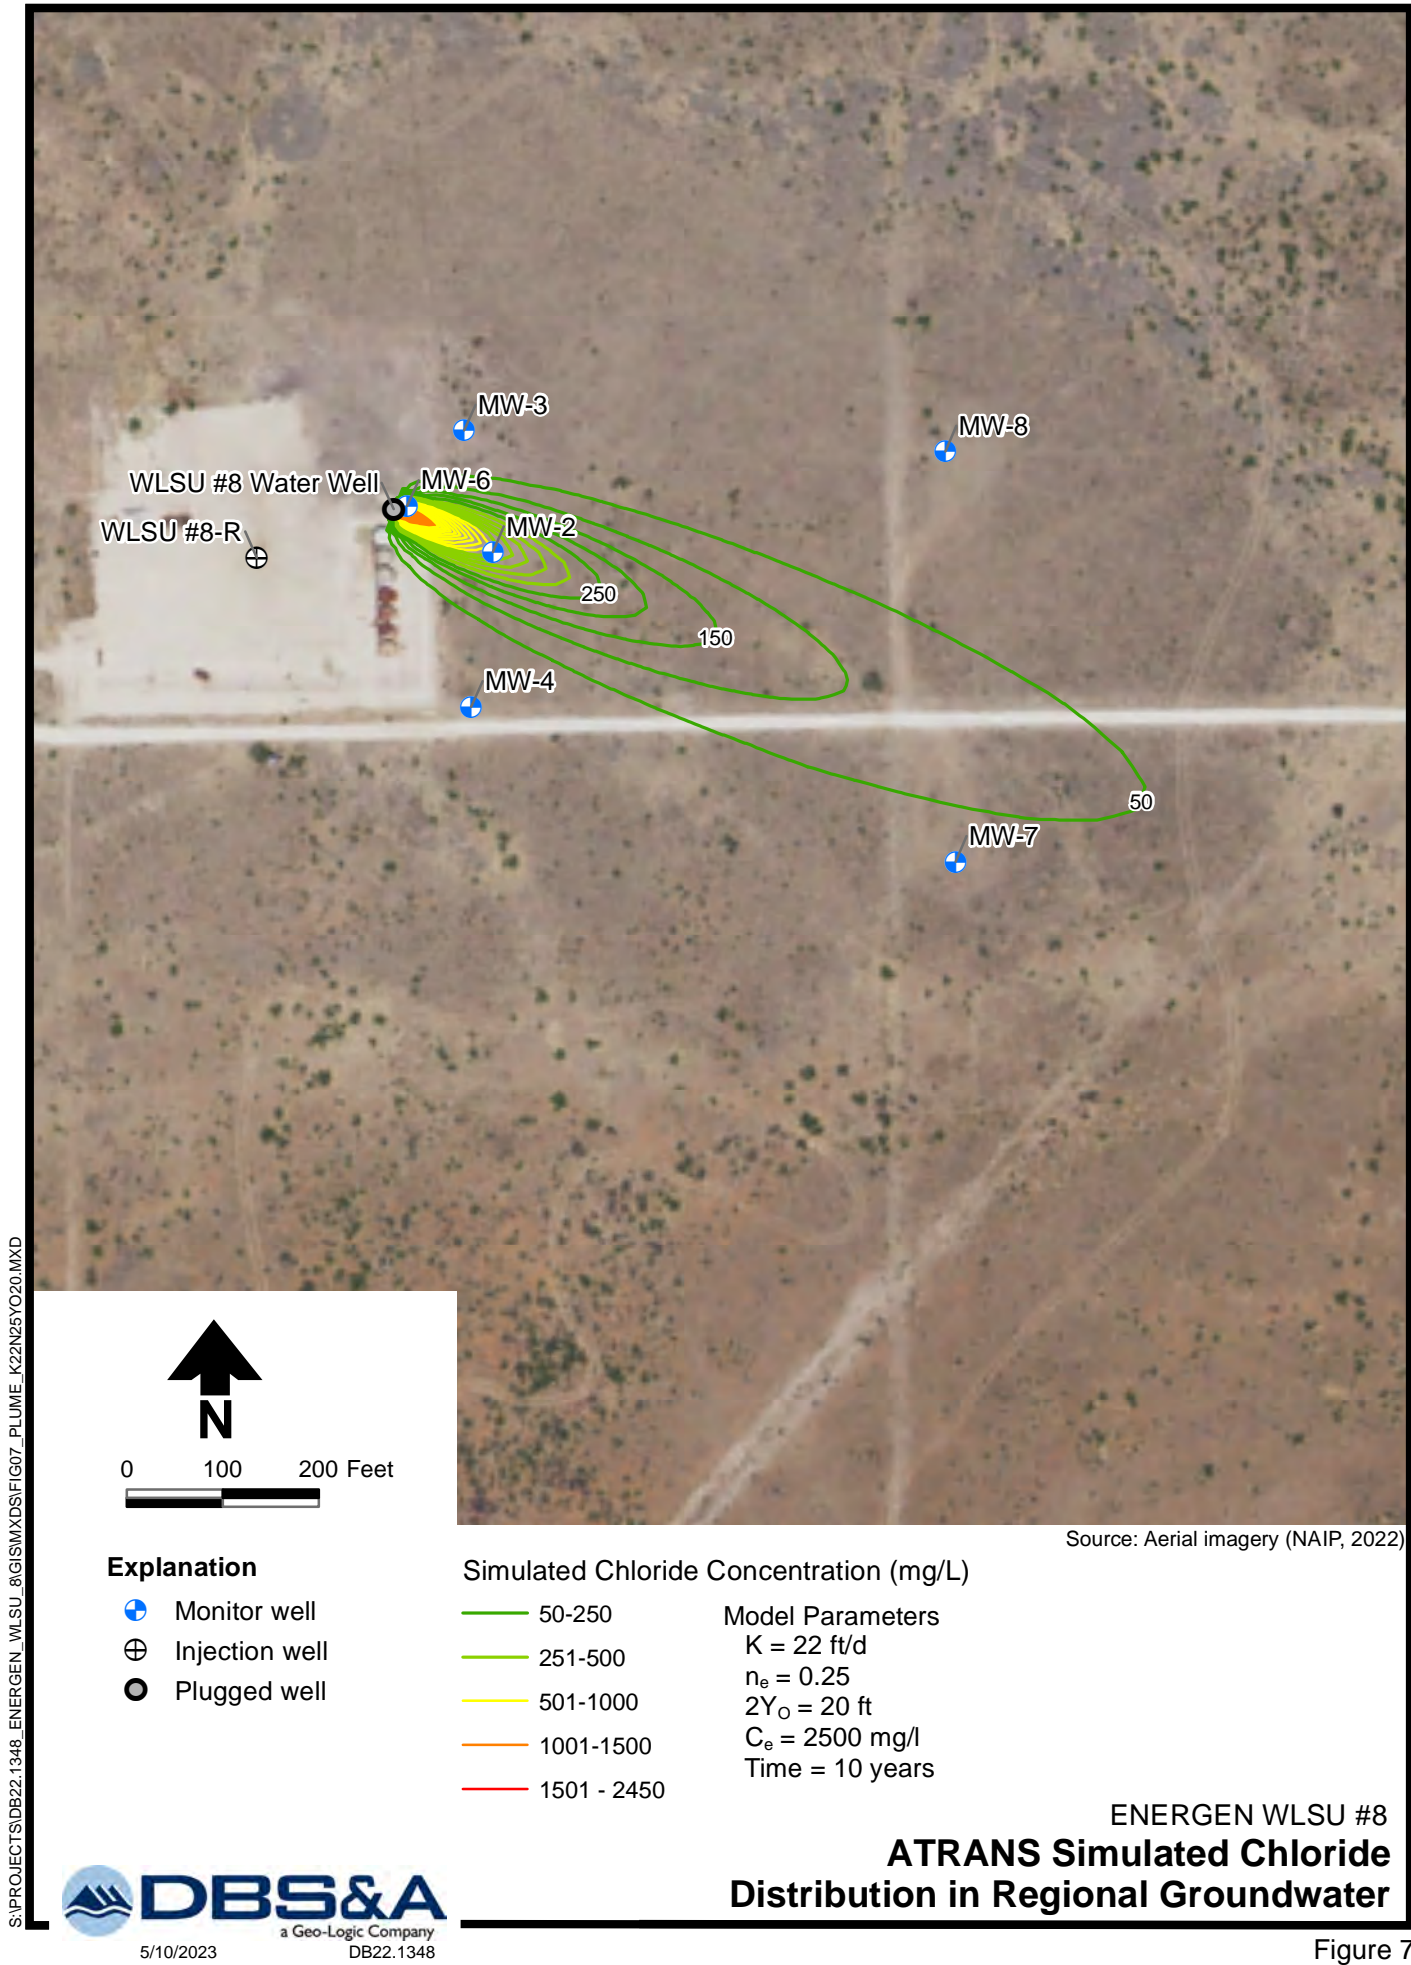 MW-3
MW-8
WLSU #8 Water Well
MW-6
WLSU #8-R
MW-2
250
150
MW-4
50
MW-7
N
0 100 200 Feet
Source: Aerial imagery (NAIP, 2022)
Explanation
Monitor well
Injection well
Plugged well
Simulated Chloride Concentration (mg/L)
50-250
251-500
501-1000
1001-1500
1501 - 2450
Model Parameters
K = 22 ft/d
ne = 0.25
2YO = 20 ft
Ce = 2500 mg/l
Time = 10 years
ENERGEN WLSU #8
ATRANS Simulated Chloride
Distribution in Regional Groundwater
DBS&A
a Geo-Logic Company
5/10/2023 DB22.1348
Figure 7
S:\PROJECTS\DB22.1348_ENERGEN_WLSU_8\GIS\MXDS\FIG07_PLUME_K22N25YO20.MXD